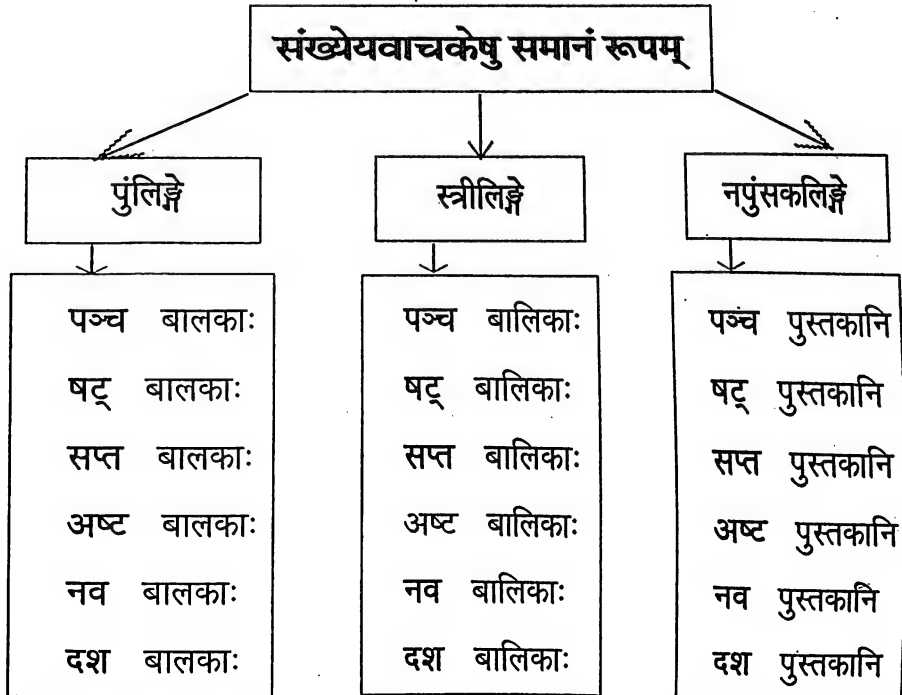 संख्येयवाचकेषु समानं रूपम्
पुंलिङ्गे
स्त्रीलिङ्गे
नपुंसकलिङ्गे
पञ्च बालकाः
षट् बालकाः
सप्त बालकाः
अष्ट बालकाः
नव बालकाः
दश बालकाः
पञ्च बालिकाः
षट् बालिकाः
सप्त बालिकाः
अष्ट बालिकाः
नव बालिकाः
दश बालिकाः
पञ्च पुस्तकानि
षट् पुस्तकानि
सप्त पुस्तकानि
अष्ट पुस्तकानि
नव पुस्तकानि
दश पुस्तकानि